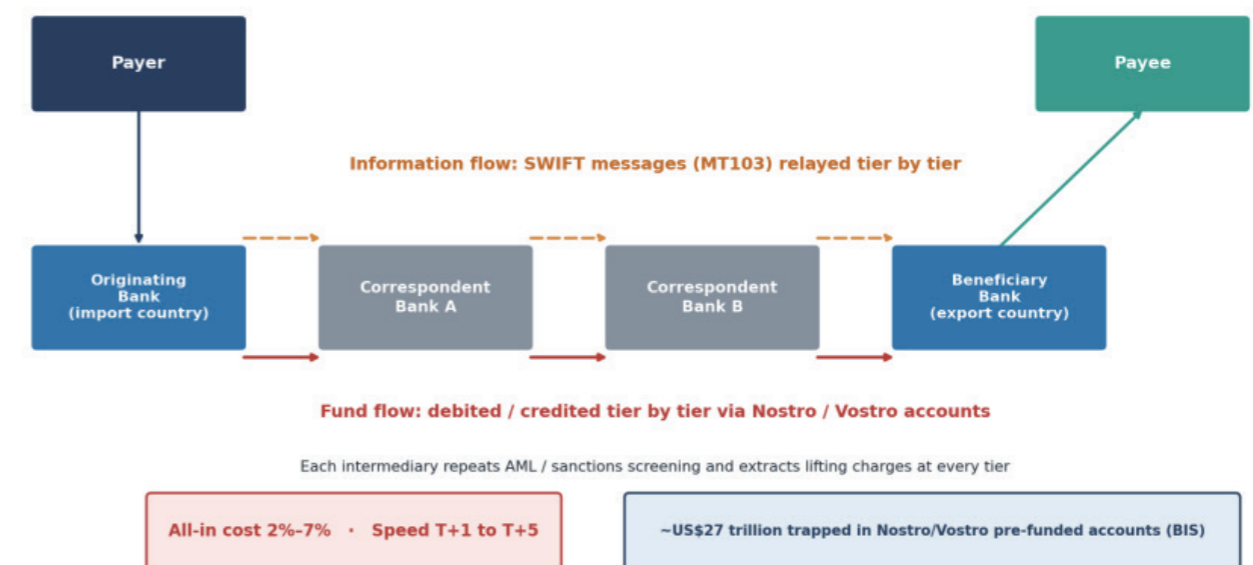 Payer
Payee
Information flow: SWIFT messages (MT103) relayed tier by tier
Originating
Bank
(import country)
Correspondent
Bank A
Correspondent
Bank B
Beneficiary
Bank
(export country)
Fund flow: debited / credited tier by tier via Nostro / Vostro accounts
Each intermediary repeats AML / sanctions screening and extracts lifting charges at every tier
All-in cost 2%–7% · Speed T+1 to T+5
~US$27 trillion trapped in Nostro/Vostro pre-funded accounts (BIS)